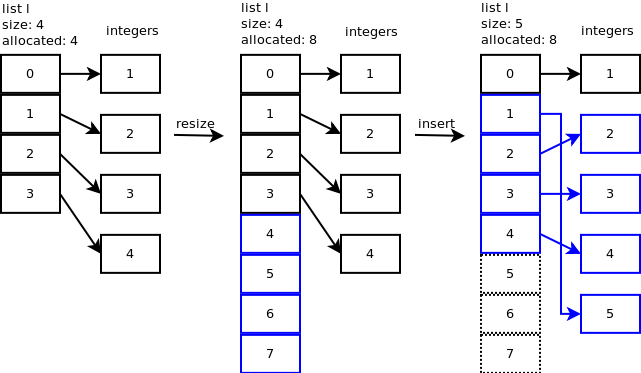 list l
size: 4
allocated: 4
integers
0
1
1
2
2
3
3
4
resize
list l
size: 4
allocated: 8
integers
0
1
1
2
2
3
3
4
4
5
6
7
insert
list l
size: 5
allocated: 8
integers
0
1
1
2
2
3
3
4
4
5
5
6
7